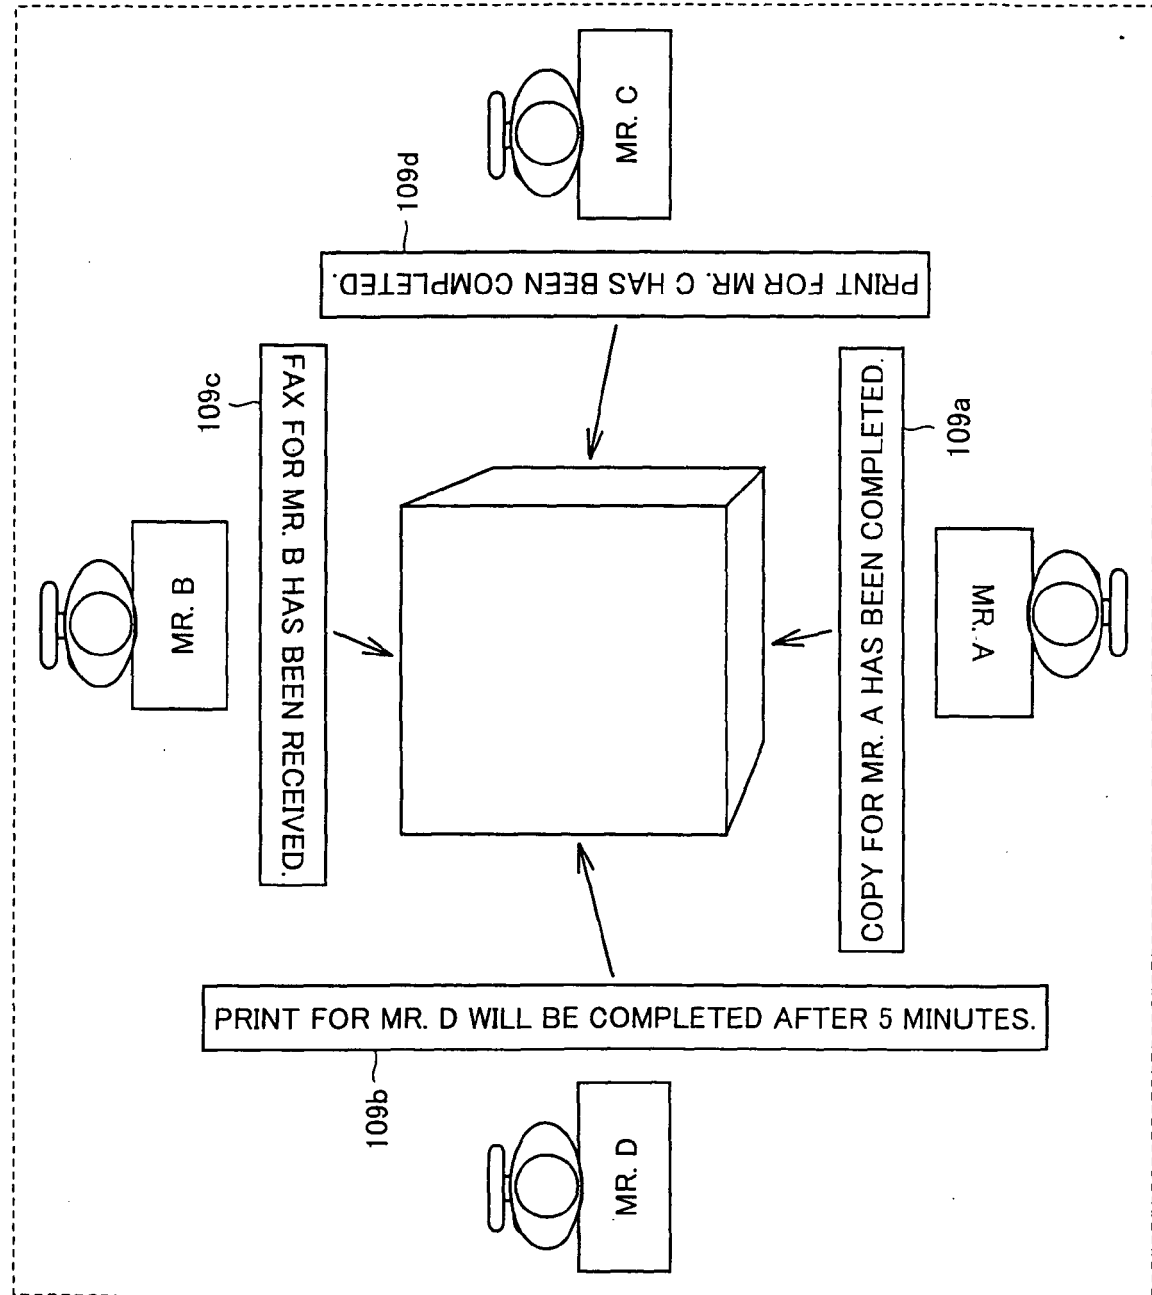 MR. C
109d
PRINT FOR MR. C HAS BEEN COMPLETED.
109c
FAX FOR MR. B HAS BEEN RECEIVED.
MR. B
COPY FOR MR. A HAS BEEN COMPLETED.
109a
MR. A
PRINT FOR MR. D WILL BE COMPLETED AFTER 5 MINUTES.
109b
MR. D